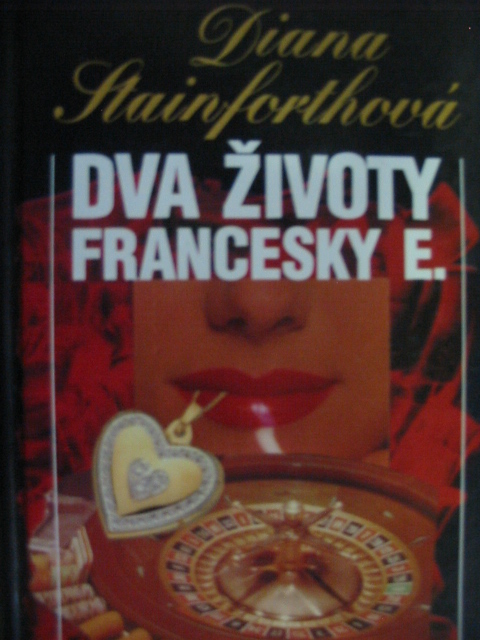 Diana
Stainforthová
DVA ŽIVOTY
FRANCESKY E.